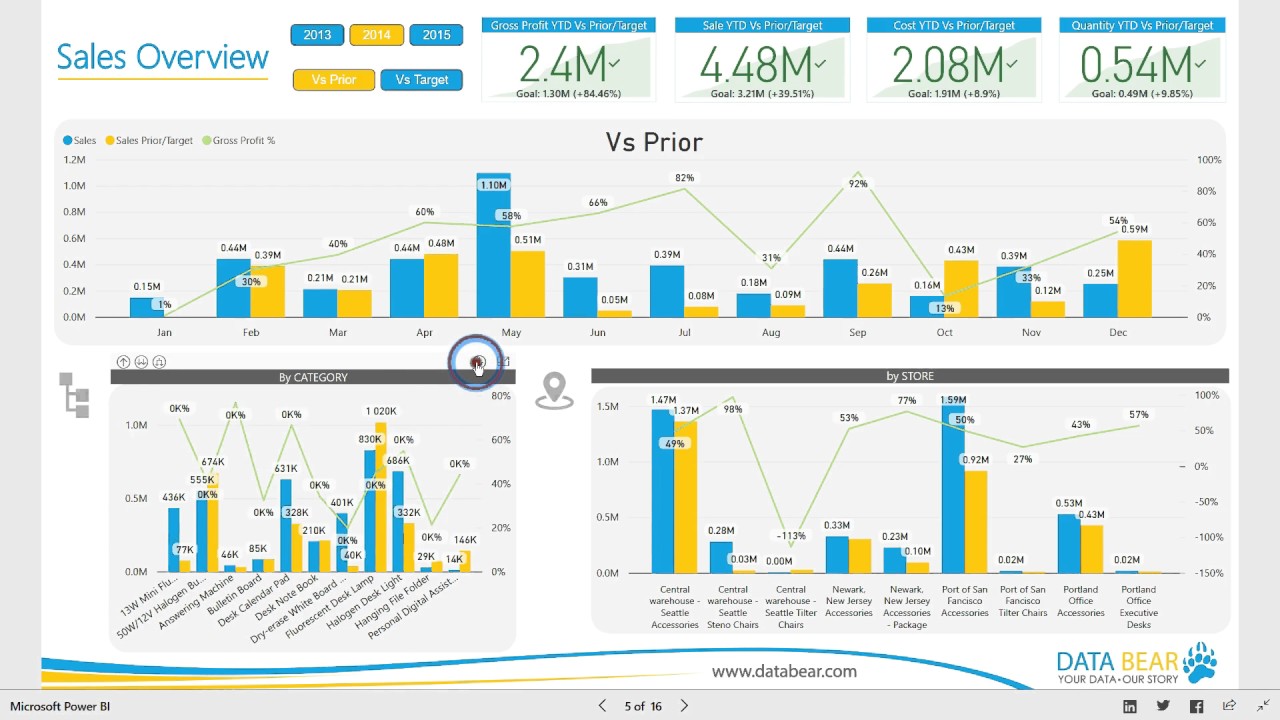 Sales Overview
2013 2014 2015
Vs Prior Vs Target
Gross Profit YTD Vs Prior/Target
2.4M
Goal: 1.30M (+84.46%)
Sale YTD Vs Prior/Target
4.48M
Goal: 3.21M (+39.51%)
Cost YTD Vs Prior/Target
2.08M
Goal: 1.91M (+8.9%)
Quantity YTD Vs Prior/Target
0.54M
Goal: 0.49M (+9.85%)
Sales Sales Prior/Target Gross Profit %
Vs Prior
1.2M
1.0M
0.8M
0.6M
0.4M
0.2M
0.0M
100%
80%
60%
40%
20%
0%
0.15M 1%
0.44M 0.39M 30%
0.21M 0.21M 40%
0.44M 0.48M 60%
1.10M 0.51M 58%
0.31M 0.05M 66%
0.39M 0.08M 82%
0.18M 0.09M 31%
0.44M 0.26M 92%
0.16M 0.43M 13%
0.39M 0.12M 33%
0.25M 0.59M 54%
Jan Feb Mar Apr May Jun Jul Aug Sep Oct Nov Dec
By CATEGORY
1.0M
0.5M
0.0M
80%
60%
40%
20%
0%
0K% 0K% 0K% 1 020K
830K 0K%
674K 631K 686K 0K%
555K
436K 0K% 0K% 0K% 401K 0K%
0K% 328K 332K
210K
77K 46K 85K 0K% 40K 0K% 29K 14K 146K
13W Mini Flu...
50W/12V Halogen Bu...
Answering Machine
Bulletin Board
Desk Calendar Pad
Desk Note Book
Dry-erase White Board ...
Fluorescent Desk Lamp
Halogen Desk Light
Hanging File Folder
Personal Digital Assist...
by STORE
1.5M
1.0M
0.5M
0.0M
100%
50%
0%
-50%
-100%
-150%
1.47M 1.37M 49%
0.28M 0.03M 98%
0.00M -113%
0.33M 53%
0.23M 0.10M 77%
1.59M 0.92M 50%
0.02M 27%
0.53M 0.43M 43%
0.02M 57%
Central warehouse - Seattle Accessories
Central warehouse - Seattle Steno Chairs
Central warehouse - Seattle Tilter Chairs
Newark, New Jersey Accessories
Newark, New Jersey Accessories - Package
Port of San Fancisco Accessories
Port of San Fancisco Tilter Chairs
Portland Office Accessories
Portland Office Executive Desks
www.databear.com
DATA BEAR
YOUR DATA•OUR STORY
Microsoft Power BI
5 of 16